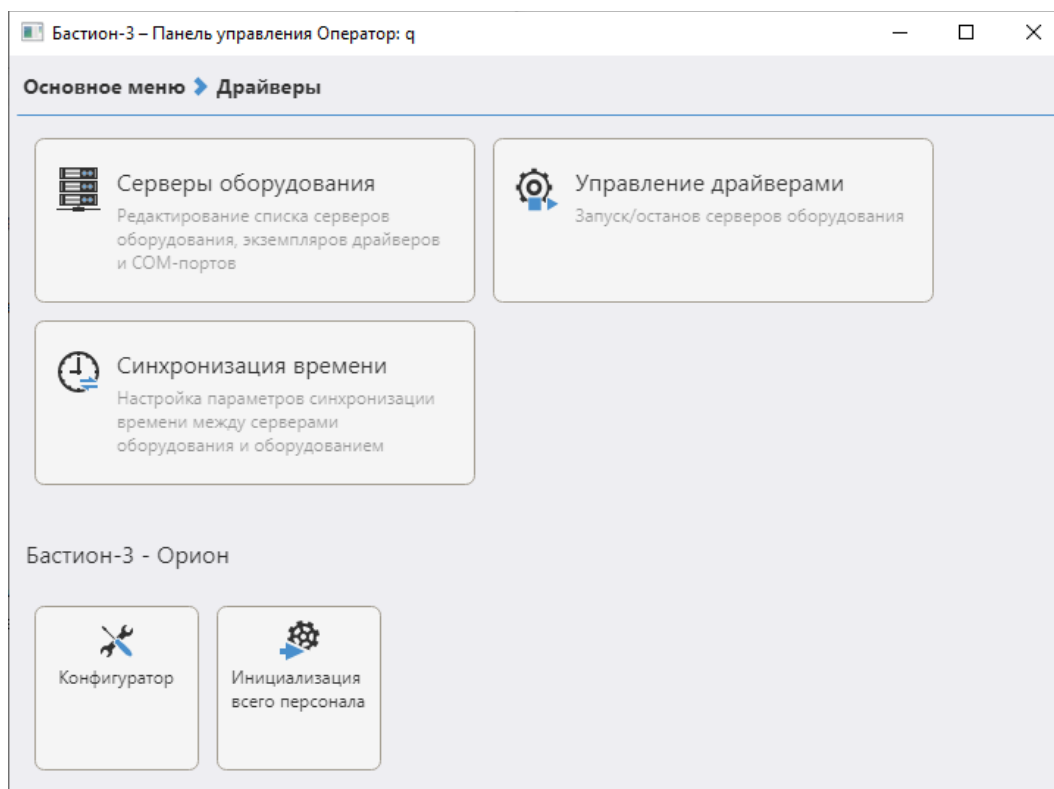 Бастион-3 – Панель управления Оператор: q
Основное меню Драйверы
Серверы оборудования
Редактирование списка серверов
оборудования, экземпляров драйверов
и COM-портов
Управление драйверами
Запуск/останов серверов оборудования
Синхронизация времени
Настройка параметров синхронизации
времени между серверами
оборудования и оборудованием
Бастион-3 - Орион
Конфигуратор
Инициализация
всего персонала